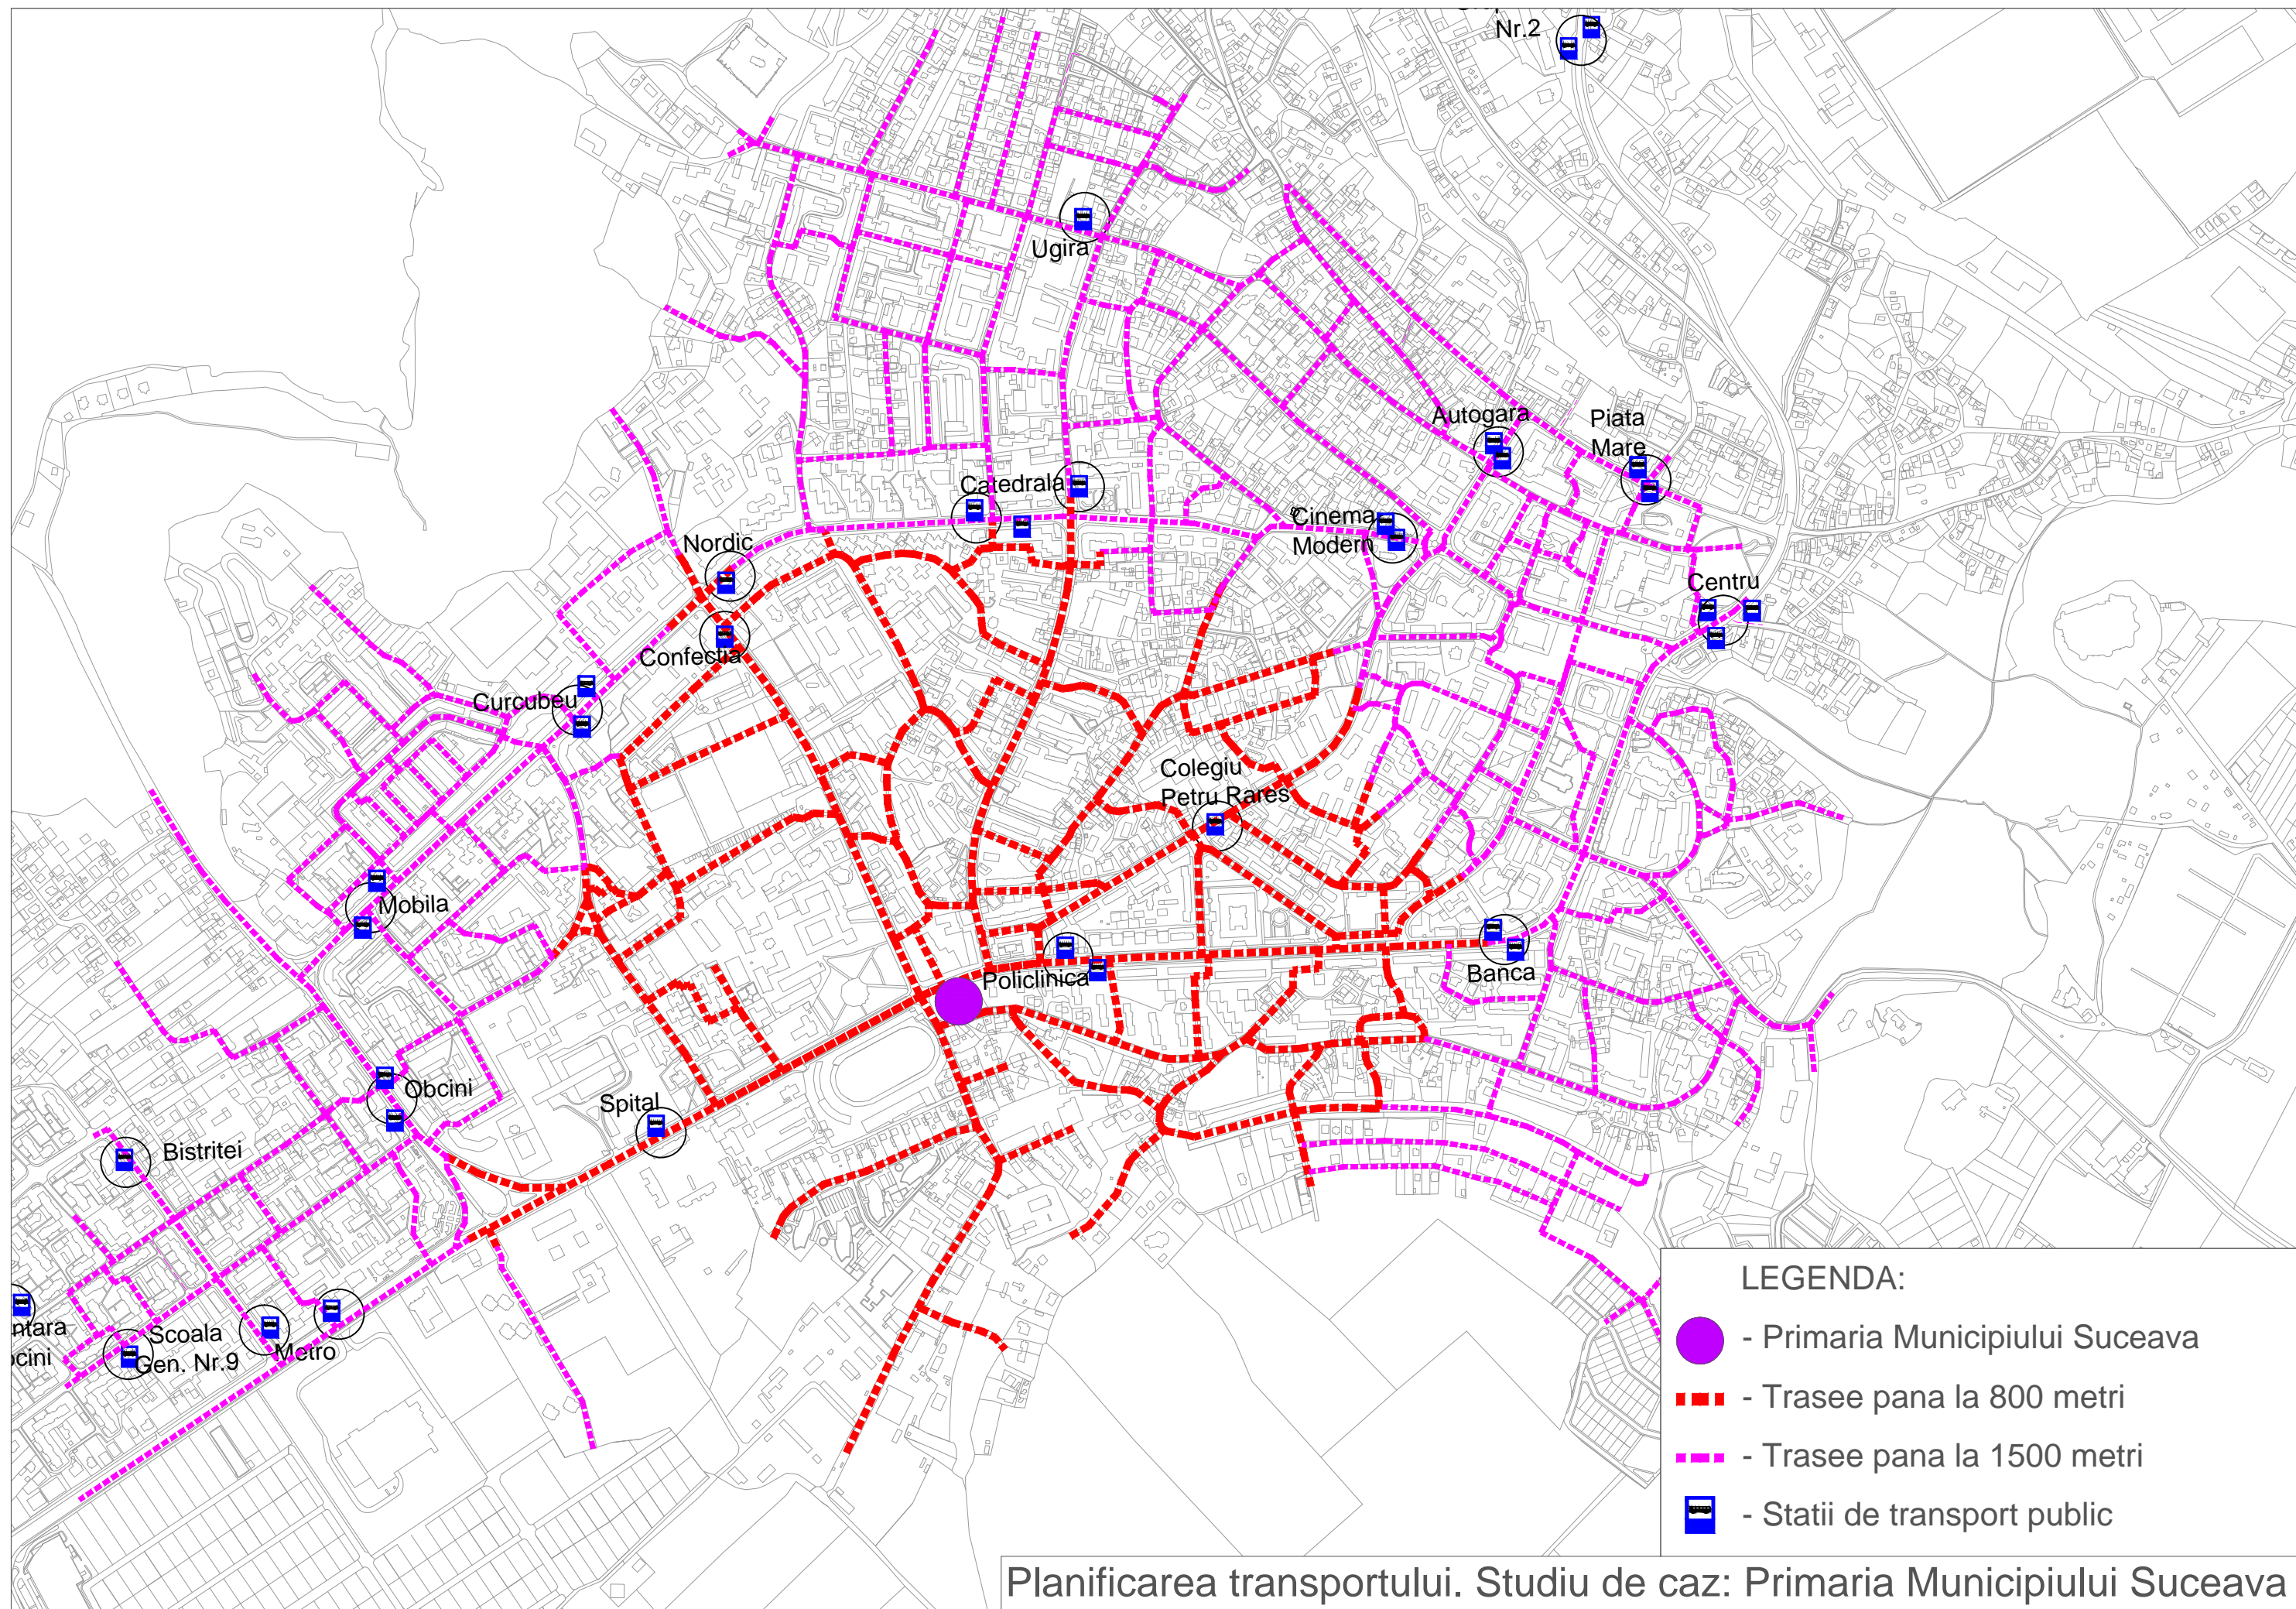 Nr.2
Ugira
Autogara
Piata
Mare
Catedrala
Cinema
Modern
Nordic
Centru
Confectia
Curcubeu
Colegiu
Petru Rares
Mobila
Policlinica
Banca
Obcini
Spital
Bistritei
Scoala
Gen. Nr.9
Metro
LEGENDA:
- Primaria Municipiului Suceava
- Trasee pana la 800 metri
- Trasee pana la 1500 metri
- Statii de transport public
Planificarea transportului. Studiu de caz: Primaria Municipiului Suceava